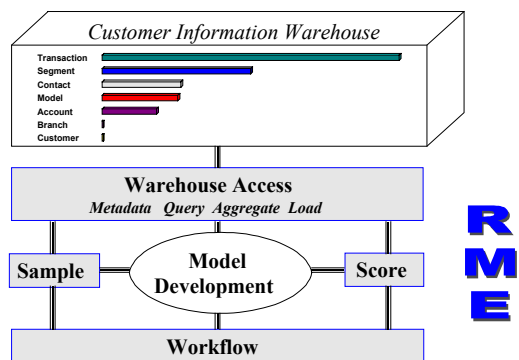 Customer Information Warehouse
Transaction
Segment
Contact
Model
Account
Branch
Customer
Warehouse Access
Metadata Query Aggregate Load
Sample
Model
Development
Score
Workflow
R
M
E